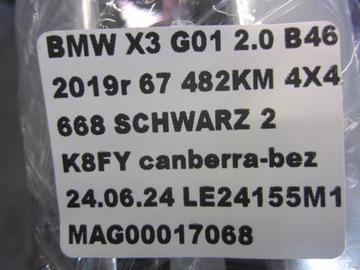 BMW X3 G01 2.0 B46
2019r 67 482KM 4X4
668 SCHWARZ 2
K8FY canberra-bez
24.06.24 LE24155M1
MAG00017068